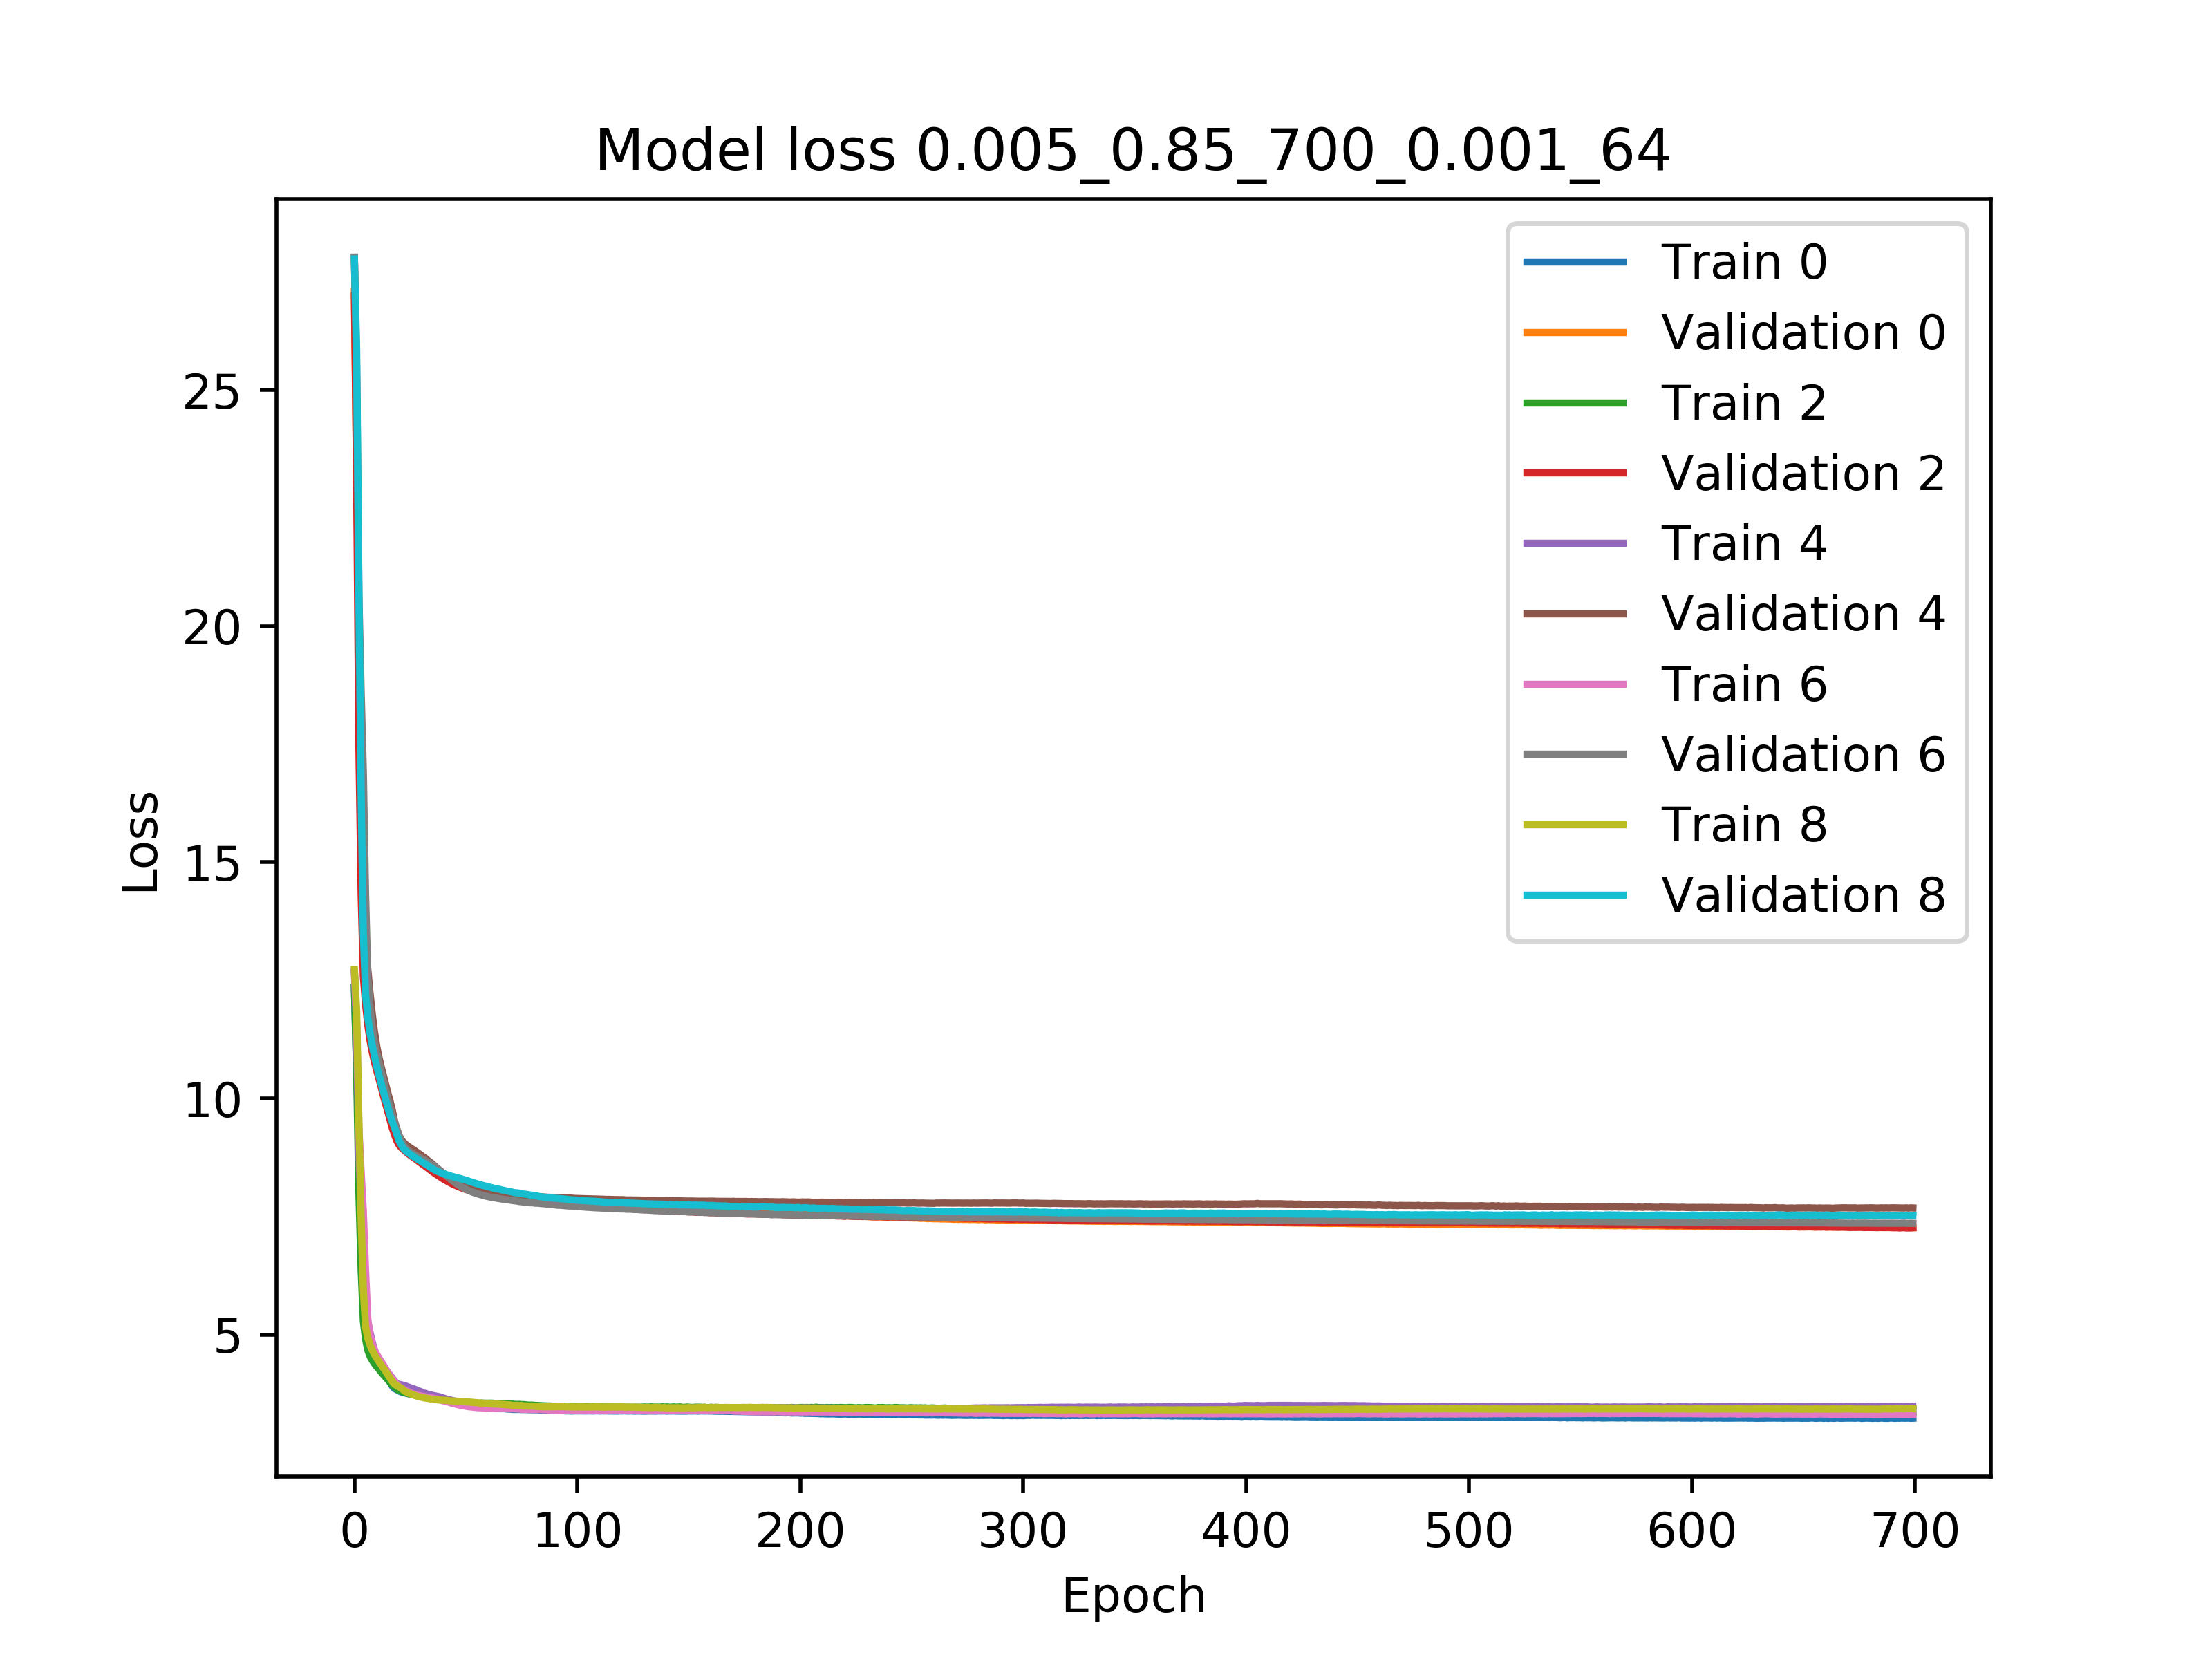 Model loss 0.005_0.85_700_0.001_64
Train 0
Validation 0
Train 2
Validation 2
Train 4
Validation 4
Train 6
Validation 6
Train 8
Validation 8
25
20
15
10
5
Loss
0 100 200 300 400 500 600 700
Epoch